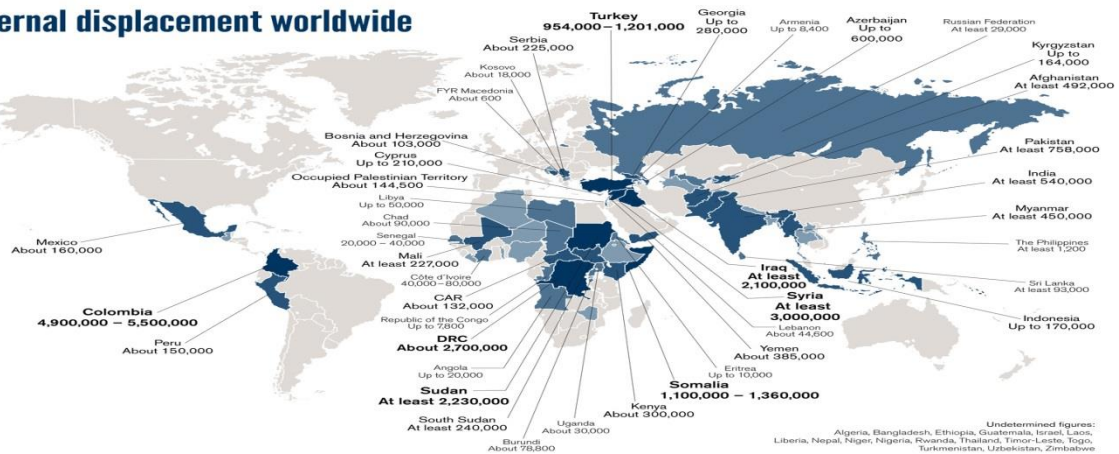 ernal displacement worldwide
Turkey
954,000–1,201,000
Georgia
Up to
280,000
Armenia
Up to 8,400
Azerbaijan
Up to
600,000
Russian Federation
At least 29,000
Kyrgyzstan
Up to
164,000
Afghanistan
At least 492,000
Pakistan
At least 758,000
India
At least 540,000
Myanmar
At least 450,000
The Philippines
At least 1,200
Sri Lanka
At least 93,000
Indonesia
Up to 170,000
Serbia
About 225,000
Kosovo
About 18,000
FYR Macedonia
About 600
Bosnia and Herzegovina
About 103,000
Cyprus
Up to 210,000
Occupied Palestinian Territory
About 144,500
Libya
Up to 50,000
Chad
About 90,000
Senegal
20,000 – 40,000
Mali
At least 227,000
Côte d'Ivoire
40,000–80,000
CAR
About 132,000
Republic of the Congo
Up to 7,800
DRC
About 2,700,000
Angola
Up to 20,000
Sudan
At least 2,230,000
South Sudan
At least 240,000
Burundi
About 78,800
Uganda
About 30,000
Kenya
About 300,000
Somalia
1,100,000 – 1,360,000
Eritrea
Up to 10,000
Yemen
About 385,000
Lebanon
About 44,600
Syria
At least
3,000,000
Iraq
At least
2,100,000
Mexico
About 160,000
Colombia
4,900,000 – 5,500,000
Peru
About 150,000
Undetermined figures:
Algeria, Bangladesh, Ethiopia, Guatemala, Israel, Laos,
Liberia, Nepal, Niger, Nigeria, Rwanda, Thailand, Timor-Leste, Togo,
Turkmenistan, Uzbekistan, Zimbabwe